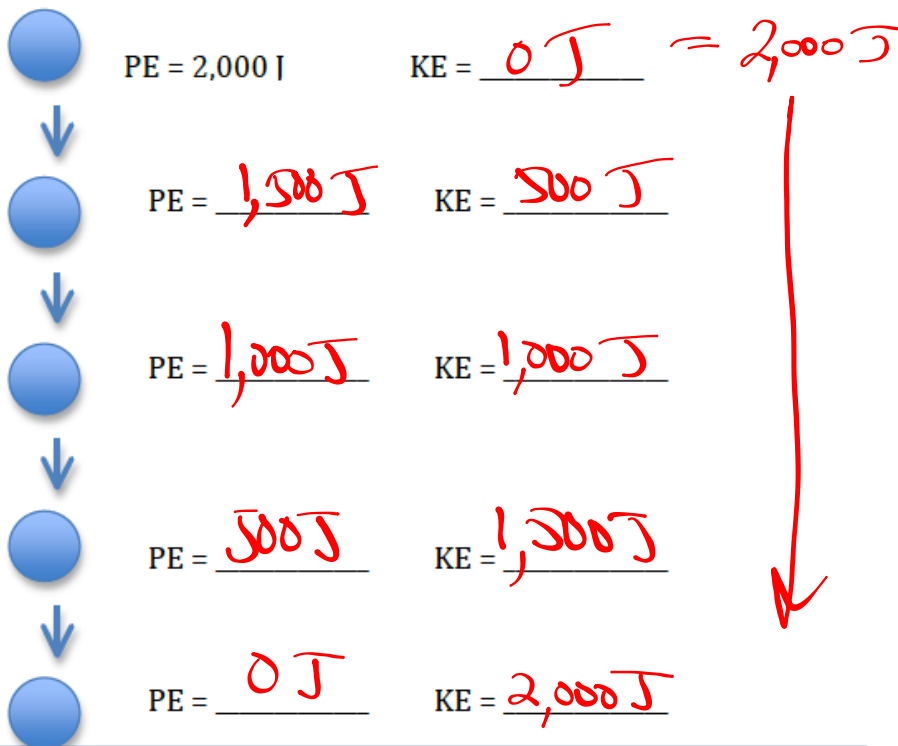 PE = 2,000 J KE = 0 J = 2,000 J
PE = 1,500 J KE = 500 J
PE = 1,000 J KE = 1,000 J
PE = 500 J KE = 1,500 J
PE = 0 J KE = 2,000 J